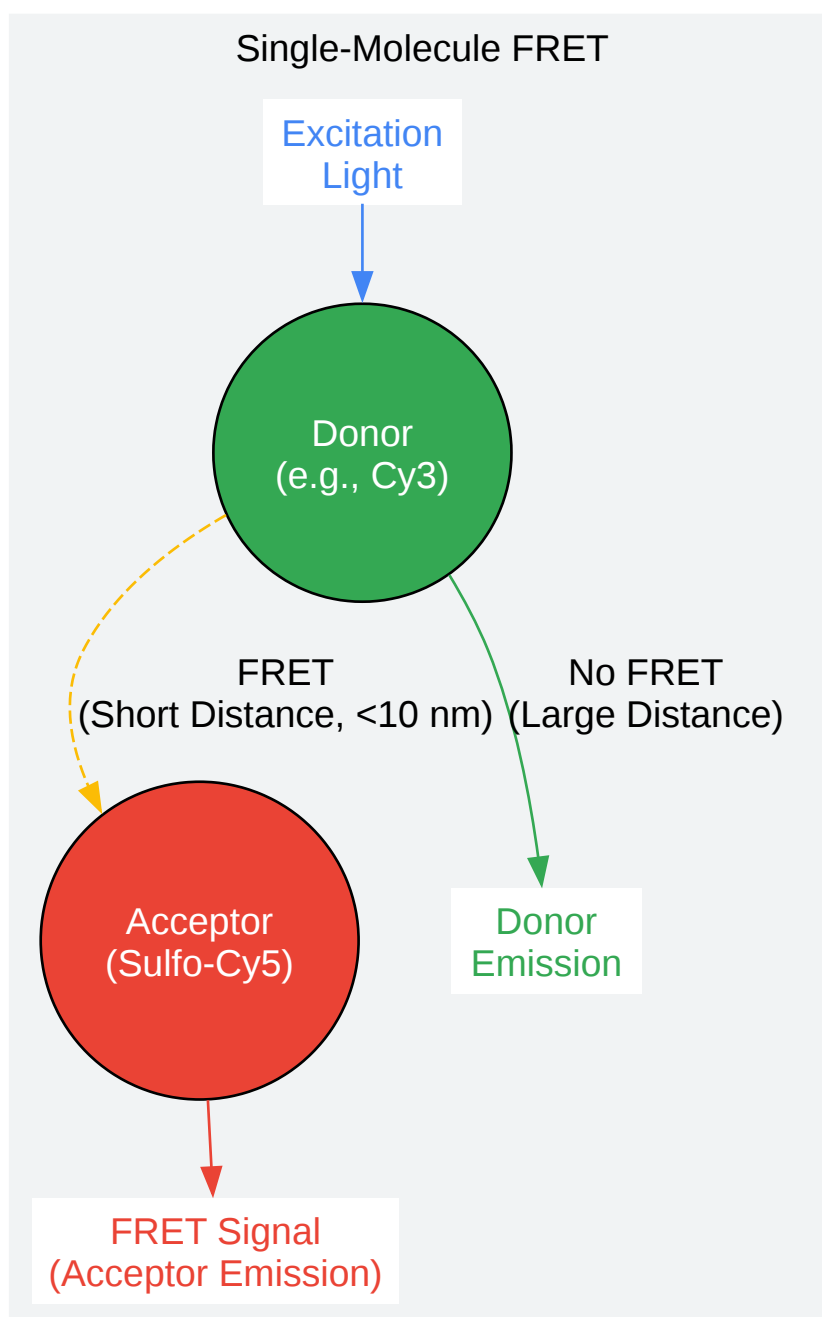 Single-Molecule FRET
Excitation
Light
Donor
(e.g., Cy3)
FRET
(Short Distance, <10 nm)
No FRET
(Large Distance)
Acceptor
(Sulfo-Cy5)
Donor
Emission
FRET Signal
(Acceptor Emission)